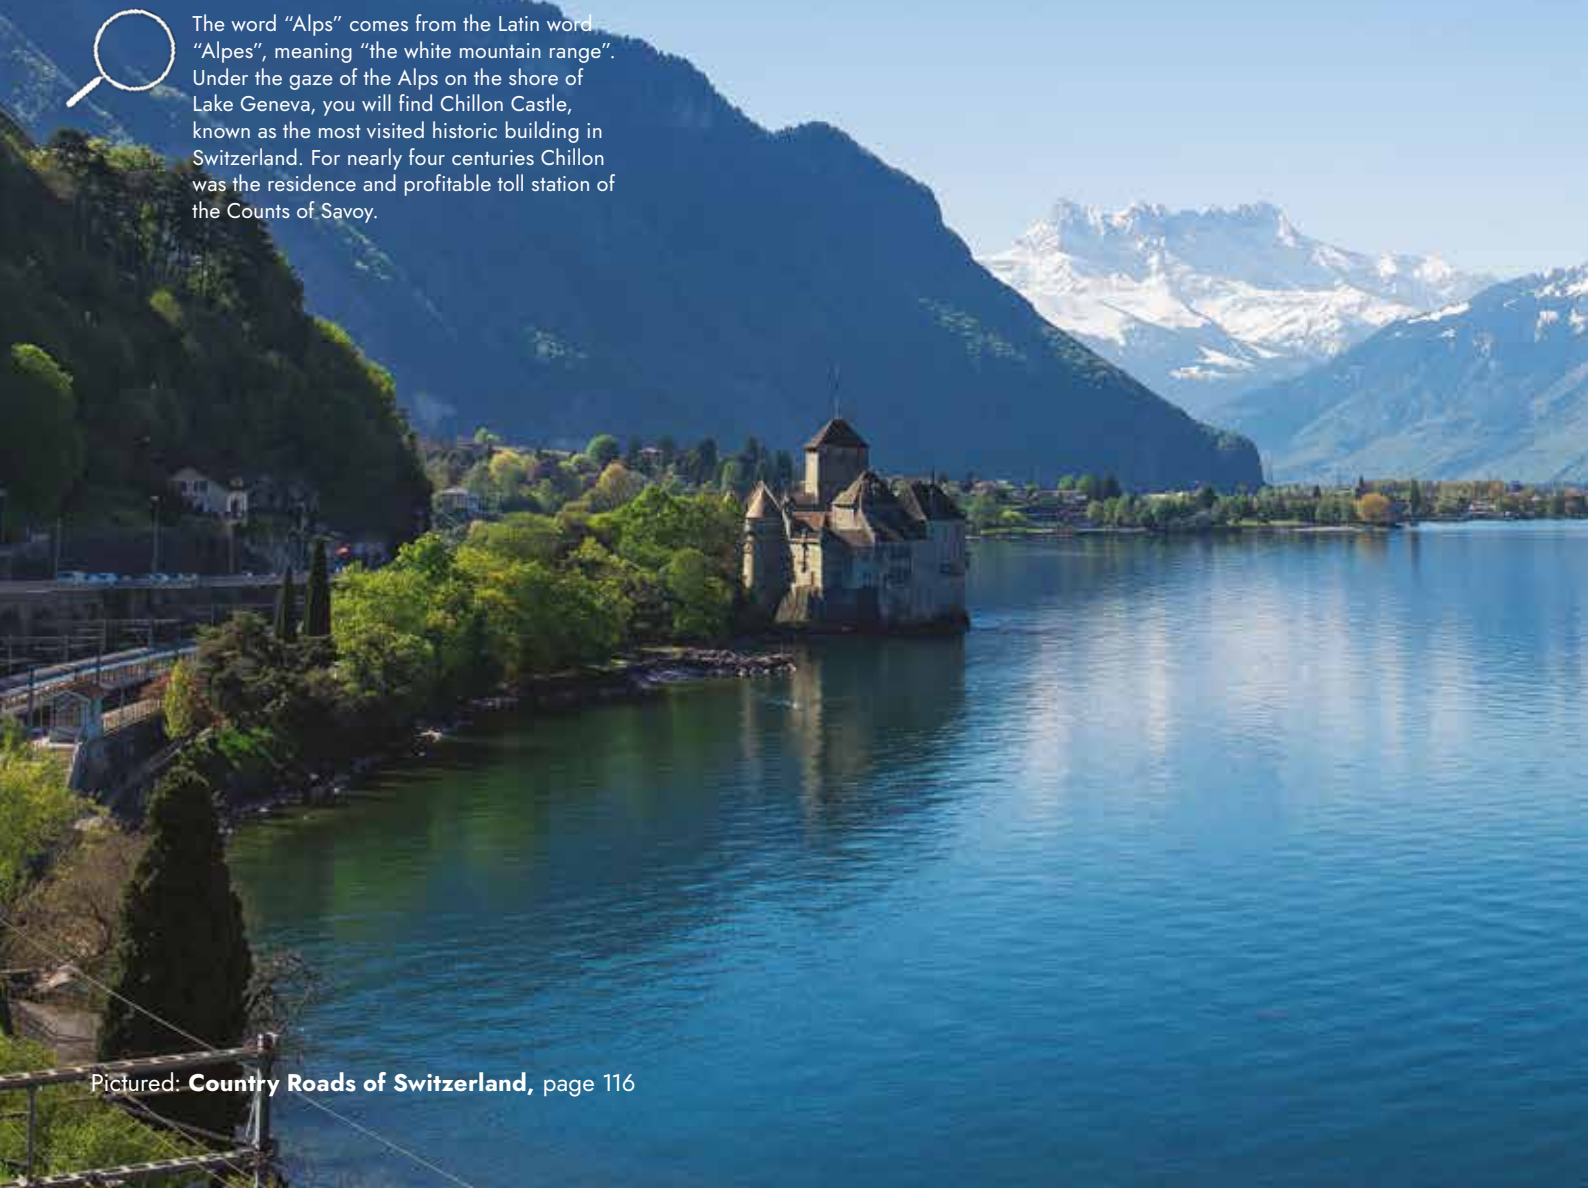 The word “Alps” comes from the Latin word
“Alpes”, meaning “the white mountain range”.
Under the gaze of the Alps on the shore of
Lake Geneva, you will find Chillon Castle,
known as the most visited historic building in
Switzerland. For nearly four centuries Chillon
was the residence and profitable toll station of
the Counts of Savoy.
Pictured: Country Roads of Switzerland, page 116